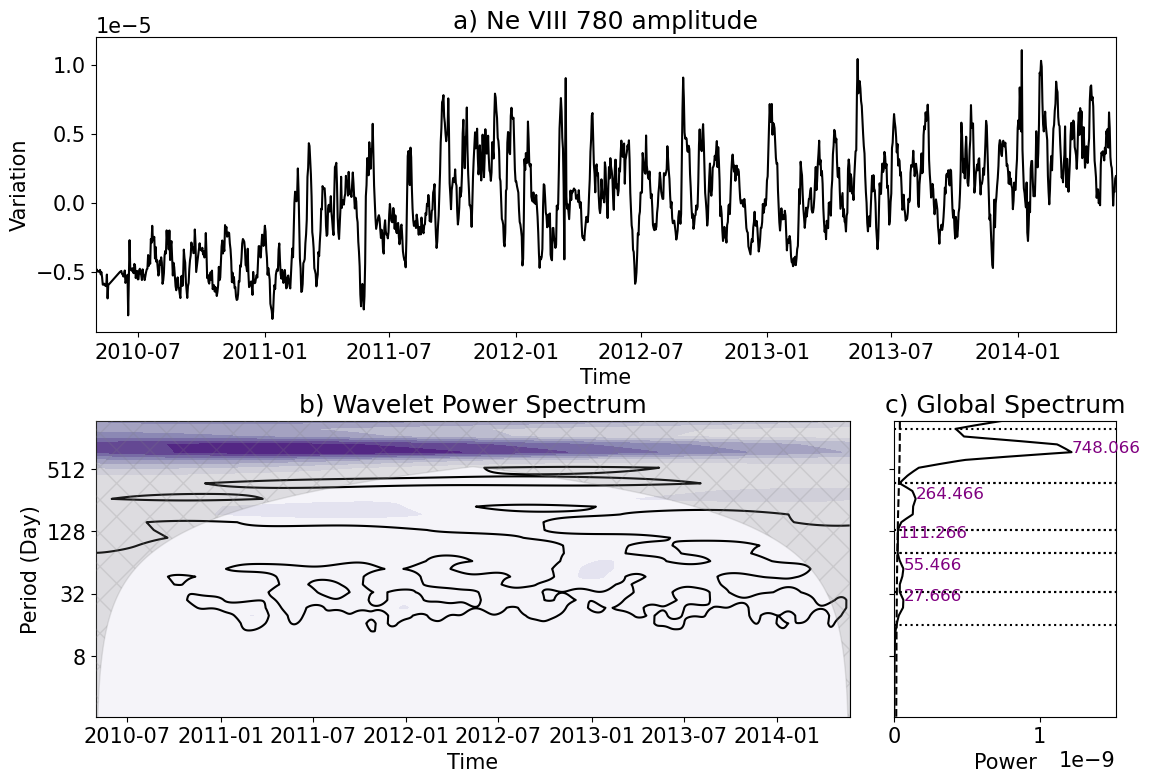 a) Ne VIII 780 amplitude
1e−5
1.0
0.5
0.0
−0.5
Variation
2010-07 2011-01 2011-07 2012-01 2012-07 2013-01 2013-07 2014-01
Time
b) Wavelet Power Spectrum
512
128
32
8
Period (Day)
2010-07 2011-01 2011-07 2012-01 2012-07 2013-01 2013-07 2014-01
Time
c) Global Spectrum
748.066
264.466
111.266
55.466
27.666
0 1
Power 1e−9